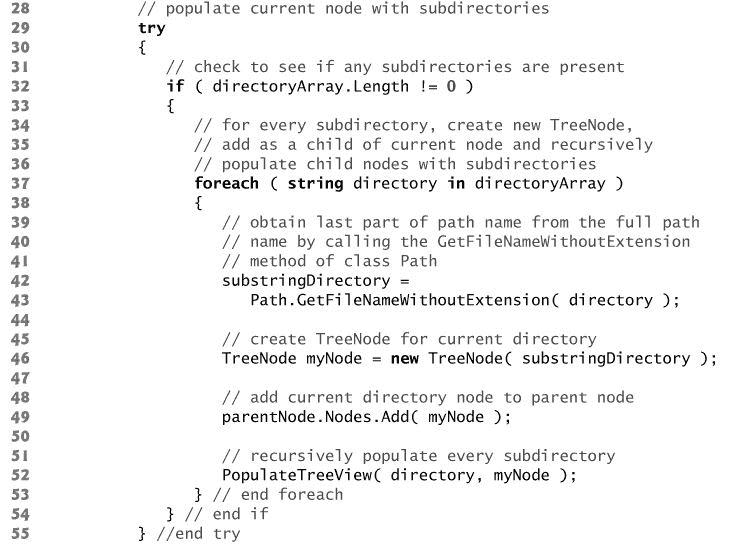 28 // populate current node with subdirectories
29 try
30 {
31 // check to see if any subdirectories are present
32 if ( directoryArray.Length != 0 )
33 {
34 // for every subdirectory, create new TreeNode,
35 // add as a child of current node and recursively
36 // populate child nodes with subdirectories
37 foreach ( string directory in directoryArray )
38 {
39 // obtain last part of path name from the full path
40 // name by calling the GetFileNameWithoutExtension
41 // method of class Path
42 substringDirectory =
43 Path.GetFileNameWithoutExtension( directory );
44
45 // create TreeNode for current directory
46 TreeNode myNode = new TreeNode( substringDirectory );
47
48 // add current directory node to parent node
49 parentNode.Nodes.Add( myNode );
50
51 // recursively populate every subdirectory
52 PopulateTreeView( directory, myNode );
53 } // end foreach
54 } // end if
55 } //end try